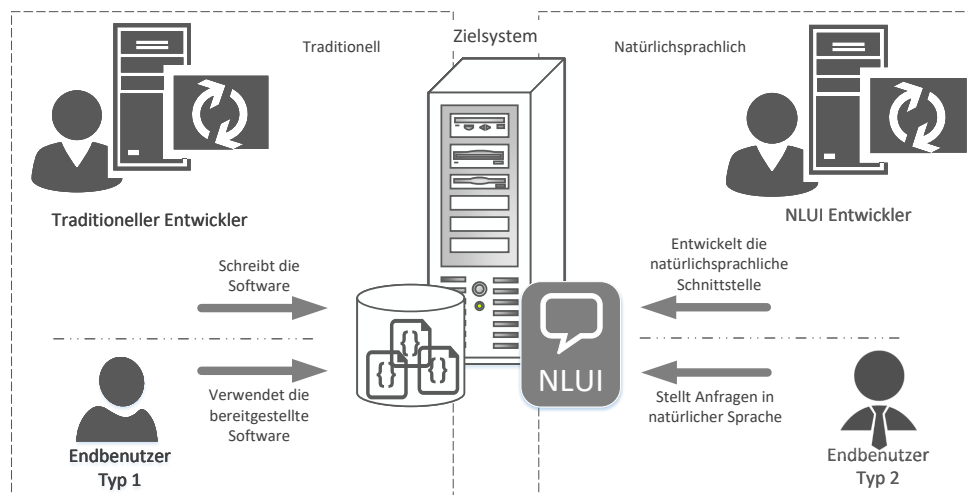 Traditionell
Zielsystem
Natürlichsprachlich
Traditioneller Entwickler
NLUI Entwickler
Schreibt die
Software
Entwickelt die
natürlichsprachliche
Schnittstelle
{}
{}
{}
NLUI
Verwendet die
bereitgestellte
Software
Stellt Anfragen in
natürlicher Sprache
Endbenutzer
Typ 1
Endbenutzer
Typ 2